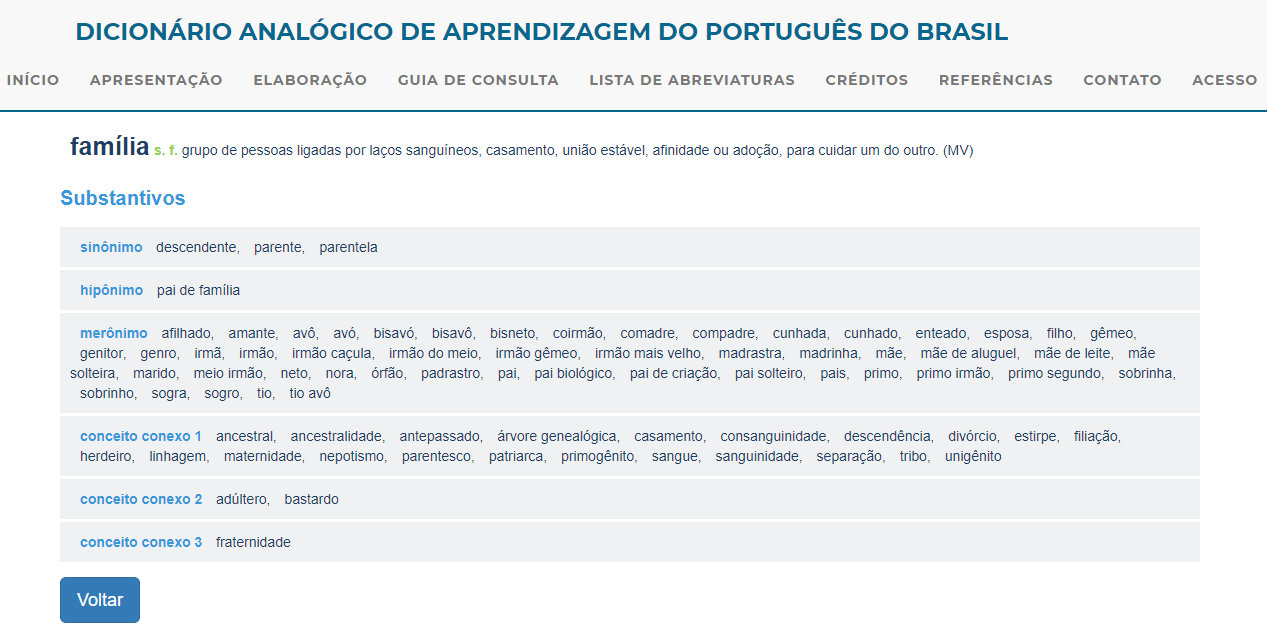 DICIONÁRIO ANALÓGICO DE APRENDIZAGEM DO PORTUGUÊS DO BRASIL
INÍCIO APRESENTAÇÃO ELABORAÇÃO GUIA DE CONSULTA LISTA DE ABREVIATURAS CRÉDITOS REFERÊNCIAS CONTATO ACESSO
família s. f. grupo de pessoas ligadas por laços sanguíneos, casamento, união estável, afinidade ou adoção, para cuidar um do outro. (MV)
Substantivos
sinônimo descendente, parente, parentela
hipônimo pai de família
merônimo afilhado, amante, avô, avó, bisavó, bisavô, bisneto, coirmão, comadre, compadre, cunhada, cunhado, enteado, esposa, filho, gêmeo,
genitor, genro, irmã, irmão, irmão caçula, irmão do meio, irmão gêmeo, irmão mais velho, madrastra, madrinha, mãe, mãe de aluguel, mãe de leite, mãe
solteira, marido, meio irmão, neto, nora, órfão, padrastro, pai, pai biológico, pai de criação, pai solteiro, pais, primo, primo irmão, primo segundo, sobrinha,
sobrinho, sogra, sogro, tio, tio avô
conceito conexo 1 ancestral, ancestralidade, antepassado, árvore genealógica, casamento, consanguinidade, descendência, divórcio, estirpe, filiação,
herdeiro, linhagem, maternidade, nepotismo, parentesco, patriarca, primogênito, sangue, sanguinidade, separação, tribo, unigênito
conceito conexo 2 adúltero, bastardo
conceito conexo 3 fraternidade
Voltar